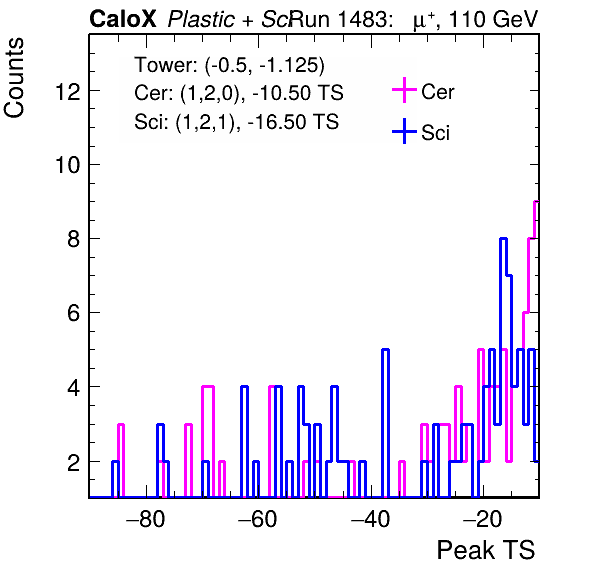 CaloX Plastic + Sci Run 1483: μ⁺, 110 GeV
Counts
Tower: (-0.5, -1.125)
Cer: (1,2,0), -10.50 TS
Sci: (1,2,1), -16.50 TS
Cer
Sci
12
10
8
6
4
2
−80 −60 −40 −20
Peak TS